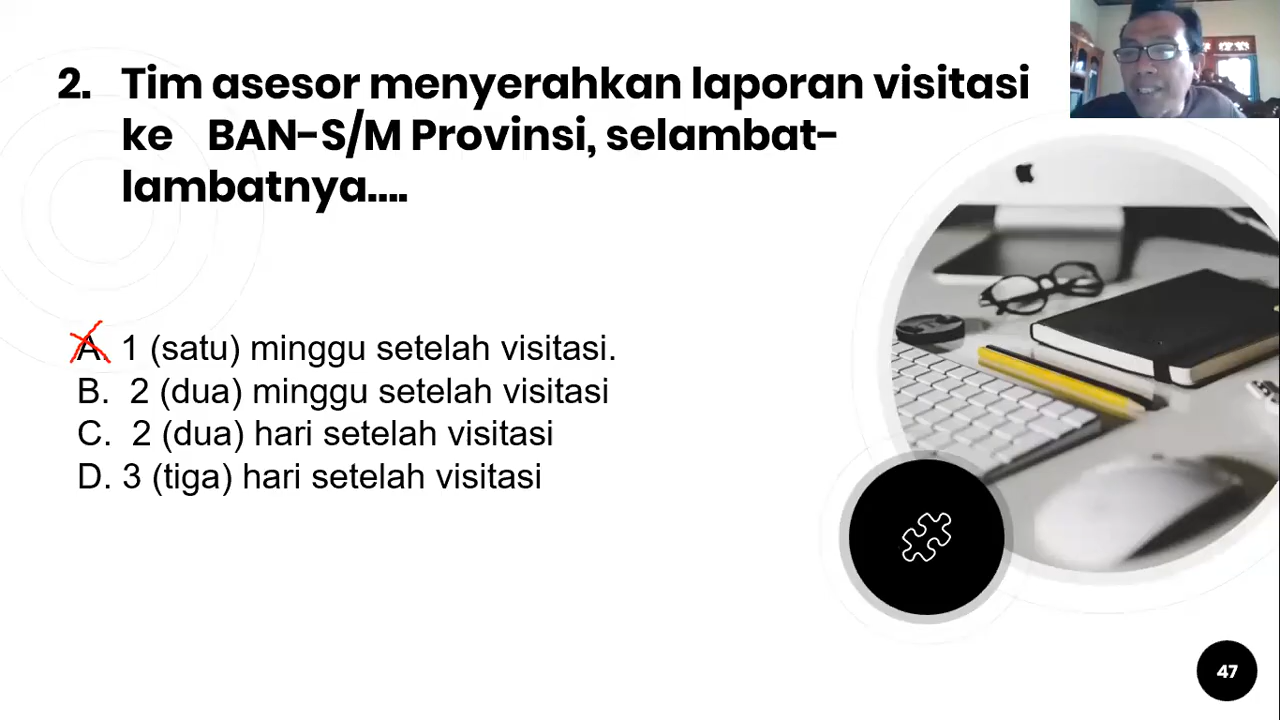 2. Tim asesor menyerahkan laporan visitasi
ke BAN-S/M Provinsi, selambat-
lambatnya....
A. 1 (satu) minggu setelah visitasi.
B. 2 (dua) minggu setelah visitasi
C. 2 (dua) hari setelah visitasi
D. 3 (tiga) hari setelah visitasi
47